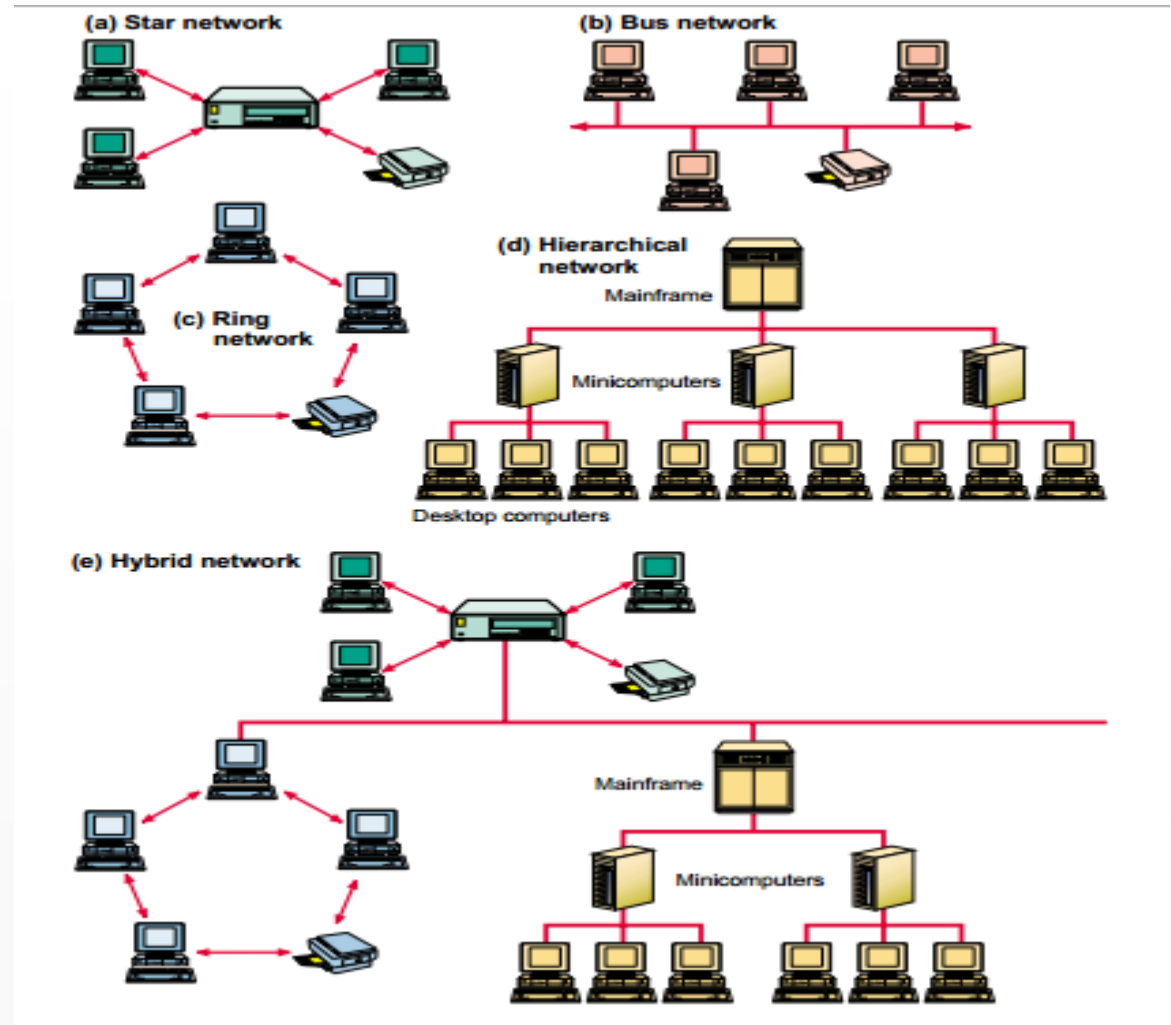 (a) Star network
(b) Bus network
(c) Ring
network
(d) Hierarchical
network
Mainframe
Minicomputers
Desktop computers
(e) Hybrid network
Mainframe
Minicomputers